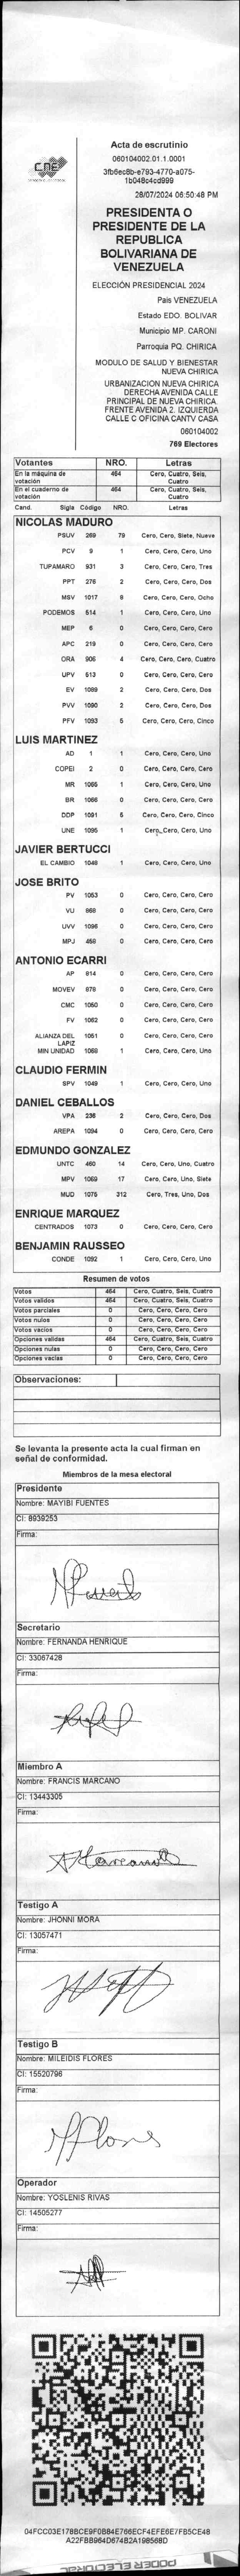 CNE
Acta de escrutinio
060104002.01.1.0001
3fb6ec8b-e793-4770-a075-
1b048c4cd999
28/07/2024 06:50:48 PM
PRESIDENTA O
PRESIDENTE DE LA
REPUBLICA
BOLIVARIANA DE
VENEZUELA
ELECCIÓN PRESIDENCIAL 2024
Pais VENEZUELA
Estado EDO. BOLIVAR
Municipio MP. CARONI
Parroquia PQ. CHIRICA
MODULO DE SALUD Y BIENESTAR
NUEVA CHIRICA
URBANIZACION NUEVA CHIRICA
DERECHA AVENIDA CALLE
PRINCIPAL DE NUEVA CHIRICA.
FRENTE AVENIDA 2. IZQUIERDA
CALLE C OFICINA CANTV CASA
060104002
769 Electores
Votantes NRO. Letras
En la máquina de votación 464 Cero, Cuatro, Seis, Cuatro
En el cuaderno de votación 464 Cero, Cuatro, Seis, Cuatro
Cand. Sigla Código NRO. Letras
NICOLAS MADURO
PSUV 269 79 Cero, Cero, Siete, Nueve
PCV 9 1 Cero, Cero, Cero, Uno
TUPAMARO 931 3 Cero, Cero, Cero, Tres
PPT 276 2 Cero, Cero, Cero, Dos
MSV 1017 8 Cero, Cero, Cero, Ocho
PODEMOS 514 1 Cero, Cero, Cero, Uno
MEP 6 0 Cero, Cero, Cero, Cero
APC 219 0 Cero, Cero, Cero, Cero
ORA 906 4 Cero, Cero, Cero, Cuatro
UPV 513 0 Cero, Cero, Cero, Cero
EV 1089 2 Cero, Cero, Cero, Dos
PVV 1090 2 Cero, Cero, Cero, Dos
PFV 1093 5 Cero, Cero, Cero, Cinco
LUIS MARTINEZ
AD 1 1 Cero, Cero, Cero, Uno
COPEI 2 0 Cero, Cero, Cero, Cero
MR 1065 1 Cero, Cero, Cero, Uno
BR 1066 0 Cero, Cero, Cero, Cero
DDP 1091 5 Cero, Cero, Cero, Cinco
UNE 1095 1 Cero, Cero, Cero, Uno
JAVIER BERTUCCI
EL CAMBIO 1048 1 Cero, Cero, Cero, Uno
JOSE BRITO
PV 1053 0 Cero, Cero, Cero, Cero
VU 868 0 Cero, Cero, Cero, Cero
UVV 1096 0 Cero, Cero, Cero, Cero
MPJ 458 0 Cero, Cero, Cero, Cero
ANTONIO ECARRI
AP 814 0 Cero, Cero, Cero, Cero
MOVEV 878 0 Cero, Cero, Cero, Cero
CMC 1050 0 Cero, Cero, Cero, Cero
FV 1062 0 Cero, Cero, Cero, Cero
ALIANZA DEL LAPIZ 1051 0 Cero, Cero, Cero, Cero
MIN UNIDAD 1068 1 Cero, Cero, Cero, Uno
CLAUDIO FERMIN
SPV 1049 1 Cero, Cero, Cero, Uno
DANIEL CEBALLOS
VPA 236 2 Cero, Cero, Cero, Dos
AREPA 1094 0 Cero, Cero, Cero, Cero
EDMUNDO GONZALEZ
UNTC 460 14 Cero, Cero, Uno, Cuatro
MPV 1069 17 Cero, Cero, Uno, Siete
MUD 1075 312 Cero, Tres, Uno, Dos
ENRIQUE MARQUEZ
CENTRADOS 1073 0 Cero, Cero, Cero, Cero
BENJAMIN RAUSSEO
CONDE 1092 1 Cero, Cero, Cero, Uno
Resumen de votos
Votos 464 Cero, Cuatro, Seis, Cuatro
Votos validos 464 Cero, Cuatro, Seis, Cuatro
Votos parciales 0 Cero, Cero, Cero, Cero
Votos nulos 0 Cero, Cero, Cero, Cero
Votos vacios 0 Cero, Cero, Cero, Cero
Opciones validas 464 Cero, Cuatro, Seis, Cuatro
Opciones nulas 0 Cero, Cero, Cero, Cero
Opciones vacias 0 Cero, Cero, Cero, Cero
Observaciones:
Se levanta la presente acta la cual firman en
señal de conformidad.
Miembros de la mesa electoral
Presidente
Nombre: MAYIBI FUENTES
CI: 8939253
Firma:
Secretario
Nombre: FERNANDA HENRIQUE
CI: 33067428
Firma:
Miembro A
Nombre: FRANCIS MARCANO
CI: 13443305
Firma:
Testigo A
Nombre: JHONNI MORA
CI: 13057471
Firma:
Testigo B
Nombre: MILEIDIS FLORES
CI: 15520796
Firma:
Operador
Nombre: YOSLENIS RIVAS
CI: 14505277
Firma:
04FCC03E178BCE9F0B84E766ECF4EFE6E7FB5CE48
A22FBB964D674B2A198568D
PODER ELECTORAL